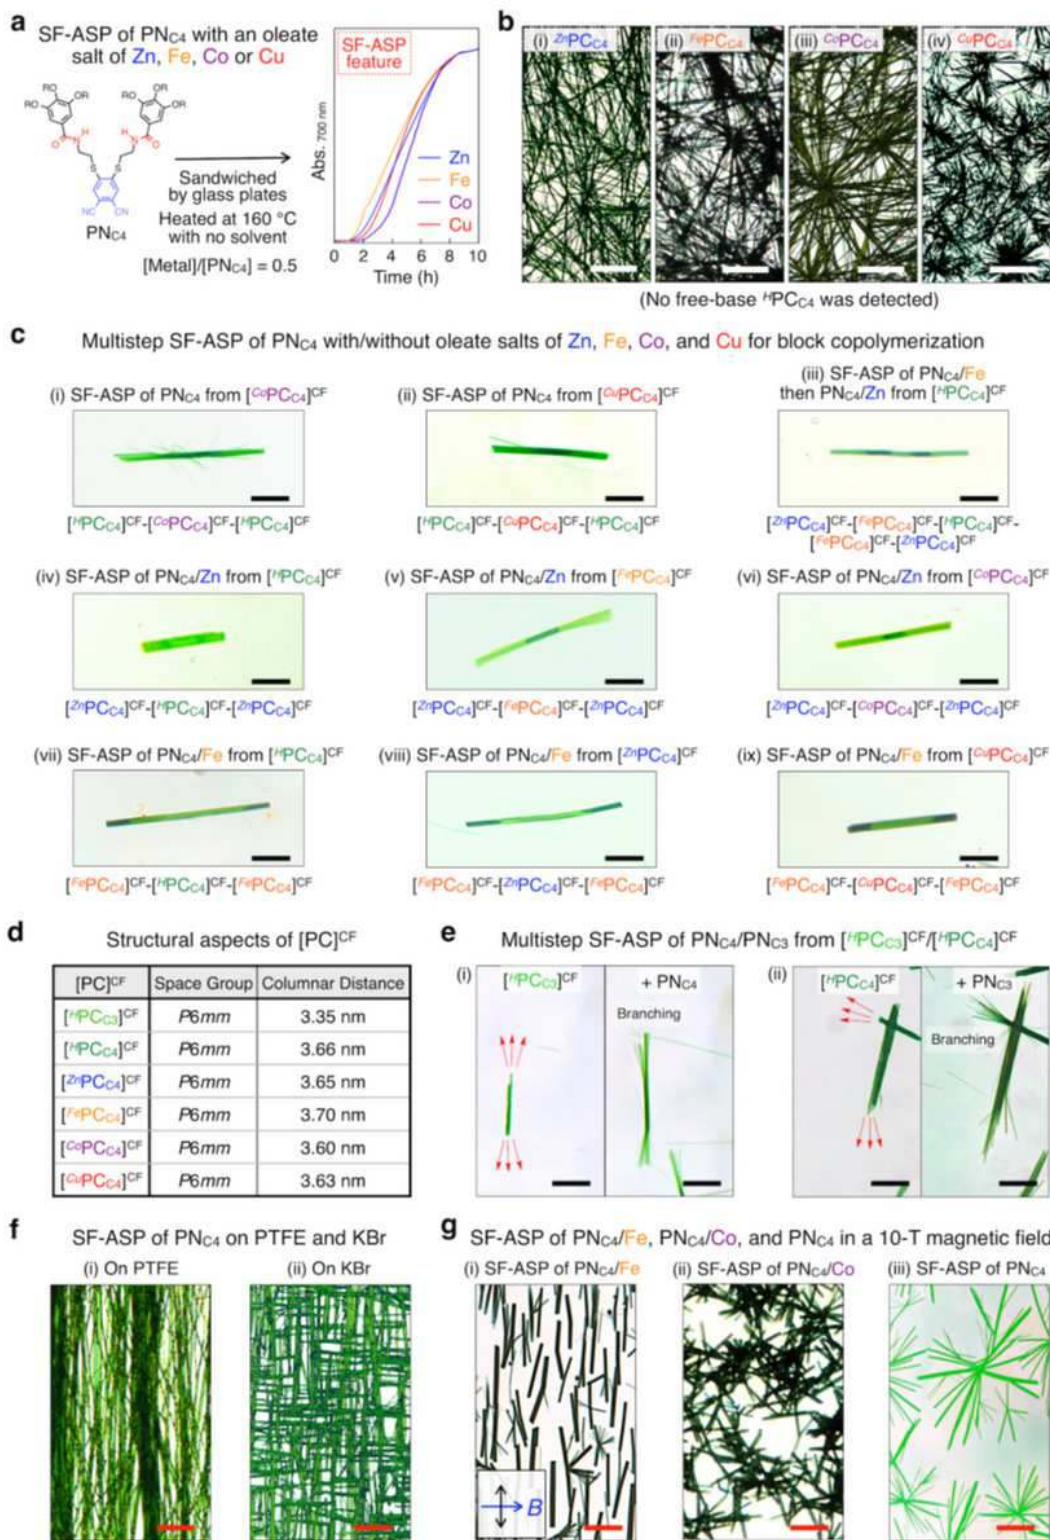 a
SF-ASP of PNC4 with an oleate
salt of Zn, Fe, Co or Cu
OR
RO OR
OR
RO OR
H
N
O
H
N
O
S
S
NC CN
PNC4
Sandwiched
by glass plates
Heated at 160 °C
with no solvent
[Metal]/[PNC4] = 0.5
SF-ASP
feature
Abs. 700 nm
Zn
Fe
Co
Cu
0 2 4 6 8 10
Time (h)
b
(i) ZnPCC4
(ii) FePCC4
(iii) CoPCC4
(iv) CuPCC4
(No free-base HPCC4 was detected)
c
Multistep SF-ASP of PNC4 with/without oleate salts of Zn, Fe, Co, and Cu for block copolymerization
(i) SF-ASP of PNC4 from [CoPCC4]CF
[HPCC4]CF-[CoPCC4]CF-[HPCC4]CF
(ii) SF-ASP of PNC4 from [CuPCC4]CF
[HPCC4]CF-[CuPCC4]CF-[HPCC4]CF
(iii) SF-ASP of PNC4/Fe
then PNC4/Zn from [HPCC4]CF
[ZnPCC4]CF-[FePCC4]CF-[HPCC4]CF-
[FePCC4]CF-[ZnPCC4]CF
(iv) SF-ASP of PNC4/Zn from [HPCC4]CF
[ZnPCC4]CF-[HPCC4]CF-[ZnPCC4]CF
(v) SF-ASP of PNC4/Zn from [FePCC4]CF
[ZnPCC4]CF-[FePCC4]CF-[ZnPCC4]CF
(vi) SF-ASP of PNC4/Zn from [CoPCC4]CF
[ZnPCC4]CF-[CoPCC4]CF-[ZnPCC4]CF
(vii) SF-ASP of PNC4/Fe from [HPCC4]CF
[FePCC4]CF-[HPCC4]CF-[FePCC4]CF
(viii) SF-ASP of PNC4/Fe from [ZnPCC4]CF
[FePCC4]CF-[ZnPCC4]CF-[FePCC4]CF
(ix) SF-ASP of PNC4/Fe from [CuPCC4]CF
[FePCC4]CF-[CuPCC4]CF-[FePCC4]CF
d
Structural aspects of [PC]CF
[PC]CF Space Group Columnar Distance
[HPCC3]CF P6mm 3.35 nm
[HPCC4]CF P6mm 3.66 nm
[ZnPCC4]CF P6mm 3.65 nm
[FePCC4]CF P6mm 3.70 nm
[CoPCC4]CF P6mm 3.60 nm
[CuPCC4]CF P6mm 3.63 nm
e
Multistep SF-ASP of PNC4/PNC3 from [HPCC3]CF/[HPCC4]CF
(i)
[HPCC3]CF
+ PNC4
Branching
(ii)
[HPCC4]CF
+ PNC3
Branching
f
SF-ASP of PNC4 on PTFE and KBr
(i) On PTFE
(ii) On KBr
g
SF-ASP of PNC4/Fe, PNC4/Co, and PNC4 in a 10-T magnetic field
(i) SF-ASP of PNC4/Fe
(ii) SF-ASP of PNC4/Co
(iii) SF-ASP of PNC4
B